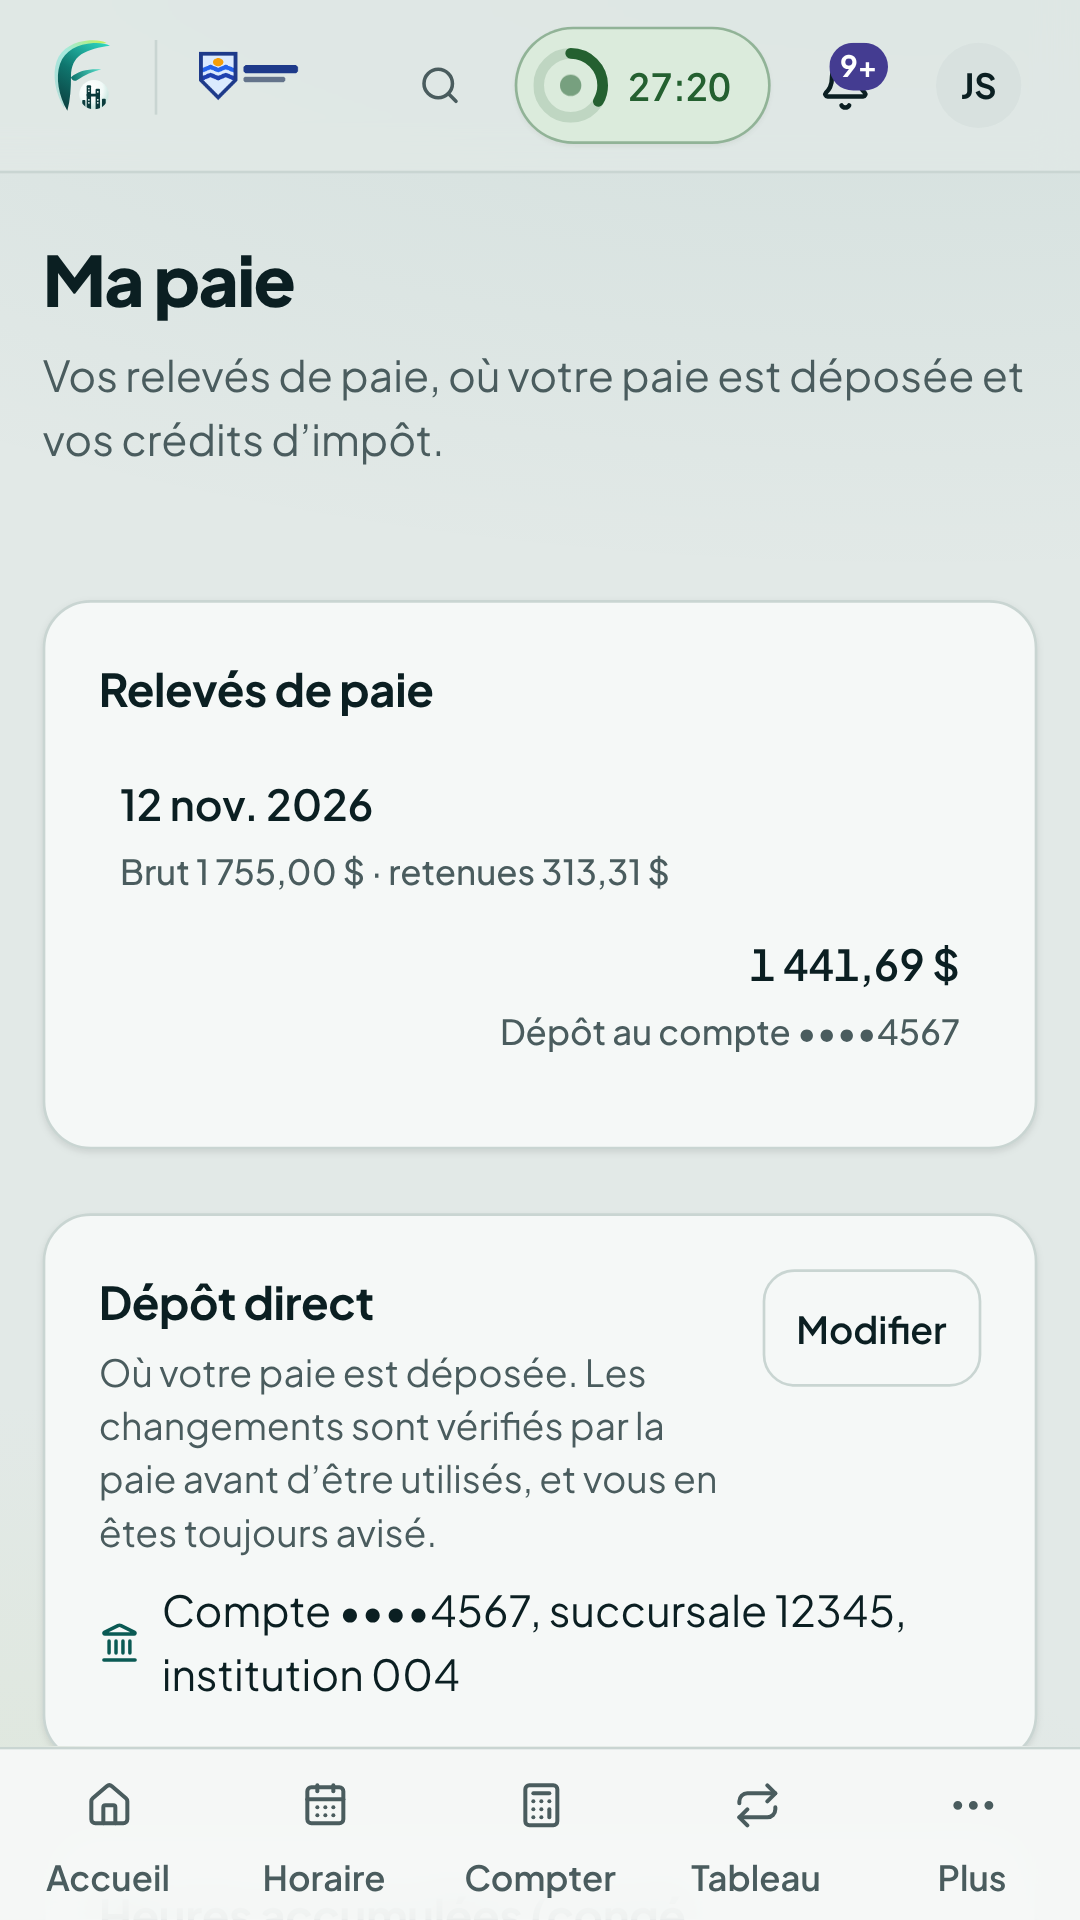 27:20
9+
JS
Ma paie
Vos relevés de paie, où votre paie est déposée et
vos crédits d’impôt.
Relevés de paie
12 nov. 2026
Brut 1 755,00 $ · retenues 313,31 $
1 441,69 $
Dépôt au compte ••••4567
Dépôt direct
Modifier
Où votre paie est déposée. Les
changements sont vérifiés par la
paie avant d’être utilisés, et vous en
êtes toujours avisé.
Compte ••••4567, succursale 12345,
institution 004
Accueil
Horaire
Compter
Tableau
Plus
Heures accumulées (congé